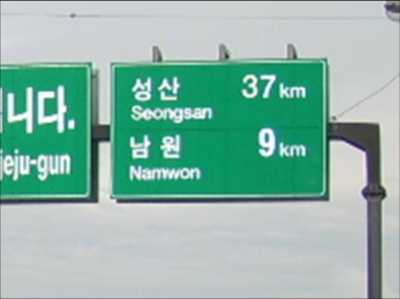 니다.
jeju-gun
성산 37 km
Seongsan
남원 9 km
Namwon